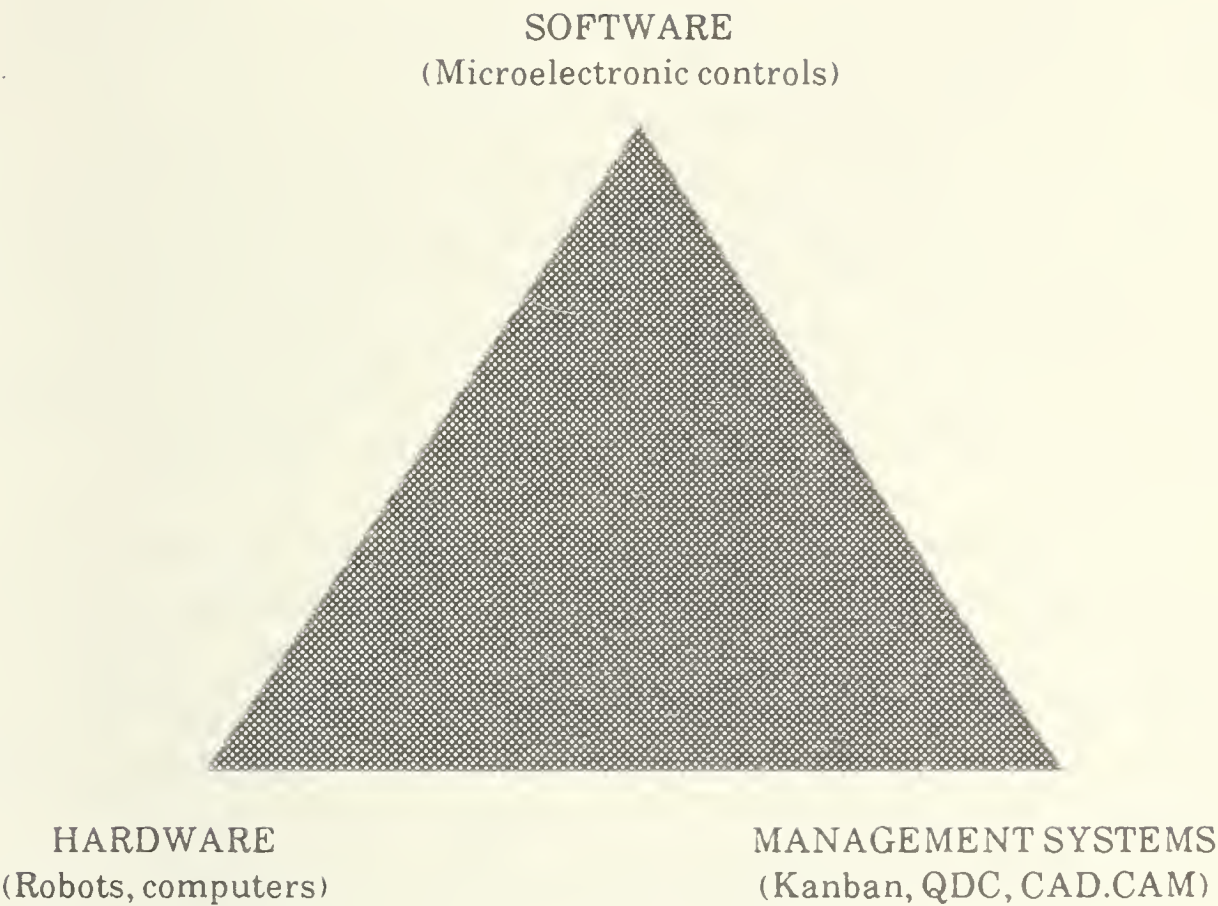 SOFTWARE
(Microelectronic controls)
HARDWARE
(Robots, computers)
MANAGEMENT SYSTEMS
(Kanban, QDC, CAD.CAM)